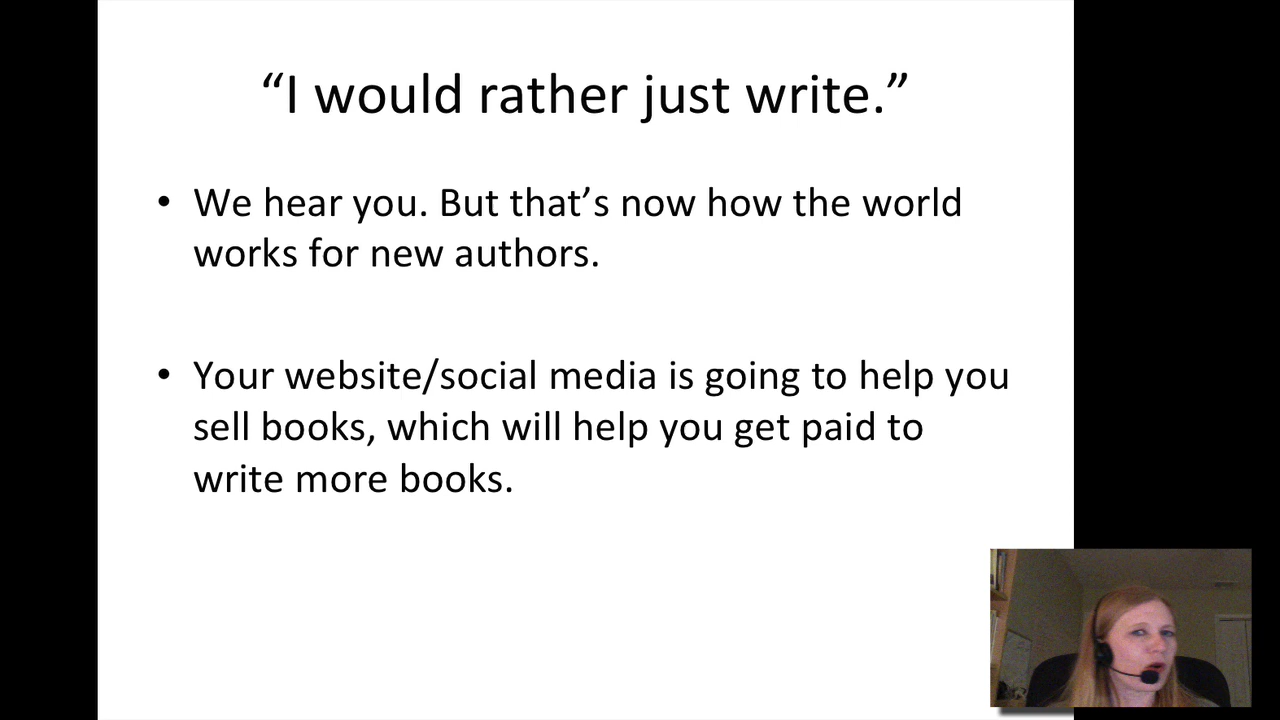 “I would rather just write.”
• We hear you. But that’s now how the world
works for new authors.
• Your website/social media is going to help you
sell books, which will help you get paid to
write more books.